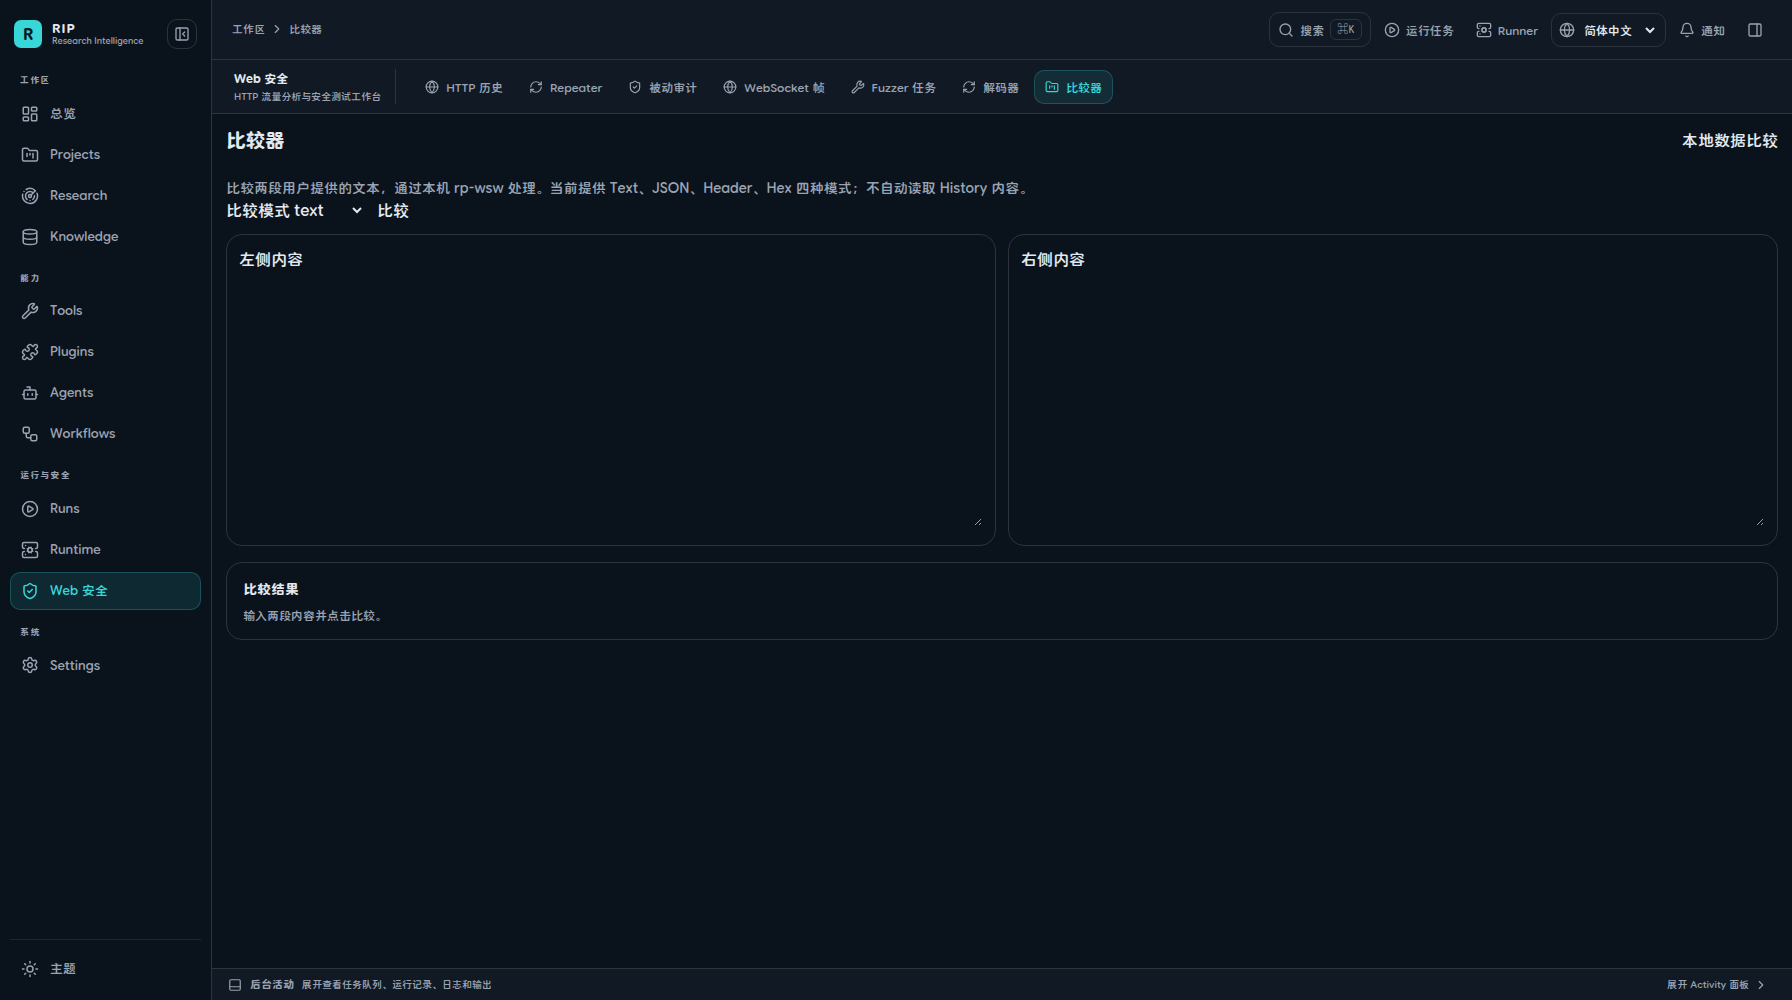 R
RIP
Research Intelligence
工作区
总览
Projects
Research
Knowledge
能力
Tools
Plugins
Agents
Workflows
运行与安全
Runs
Runtime
Web 安全
系统
Settings
主题
工作区 > 比较器
搜索 ⌘K 运行任务 Runner 简体中文 通知
Web 安全
HTTP 流量分析与安全测试工作台
HTTP 历史 Repeater 被动审计 WebSocket 帧 Fuzzer 任务 解码器 比较器
比较器
本地数据比较
比较两段用户提供的文本，通过本机 rp-wsw 处理。当前提供 Text、JSON、Header、Hex 四种模式；不自动读取 History 内容。
比较模式 text 比较
左侧内容
右侧内容
比较结果
输入两段内容并点击比较。
后台活动 展开查看任务队列、运行记录、日志和输出
展开 Activity 面板